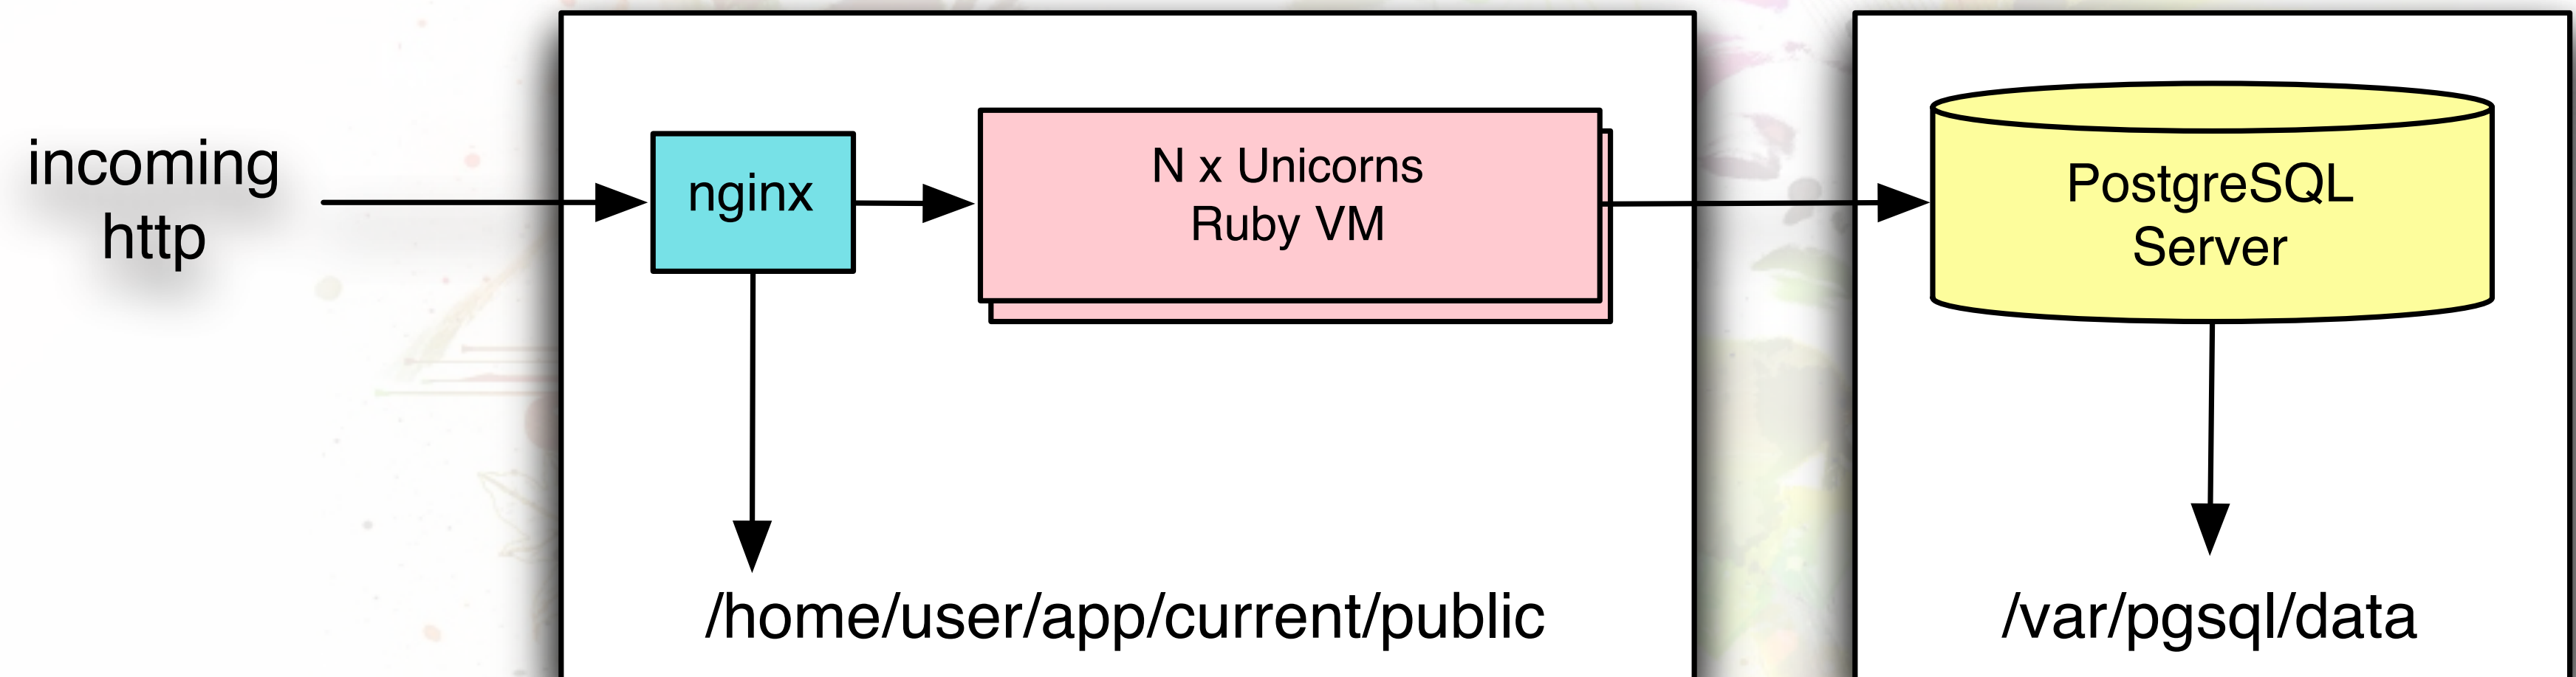 incoming
http
nginx
N x Unicorns
Ruby VM
PostgreSQL
Server
/home/user/app/current/public
/var/pgsql/data